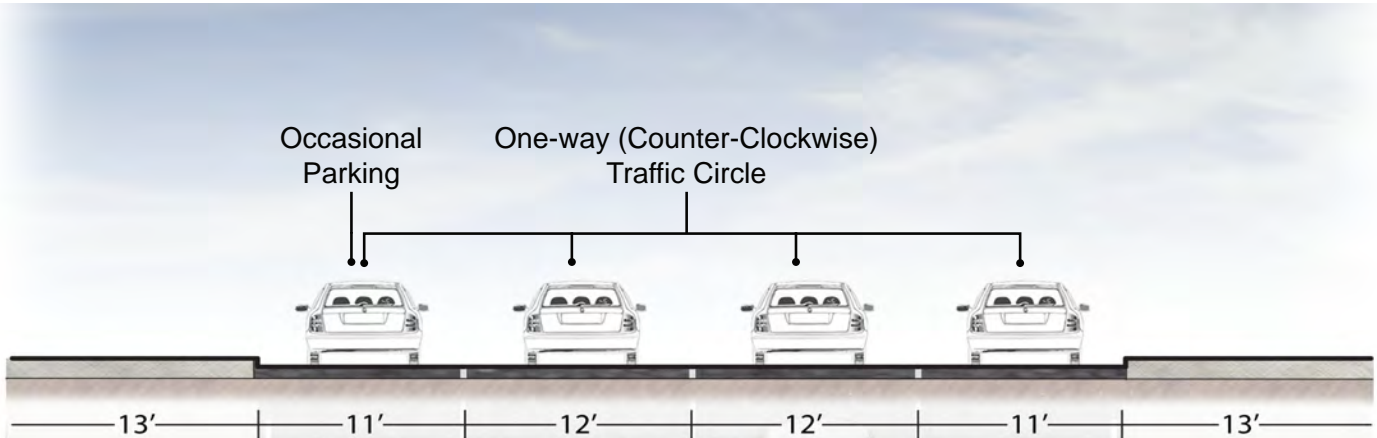 Occasional
Parking
One-way (Counter-Clockwise)
Traffic Circle
13’ 11’ 12’ 12’ 11’ 13’